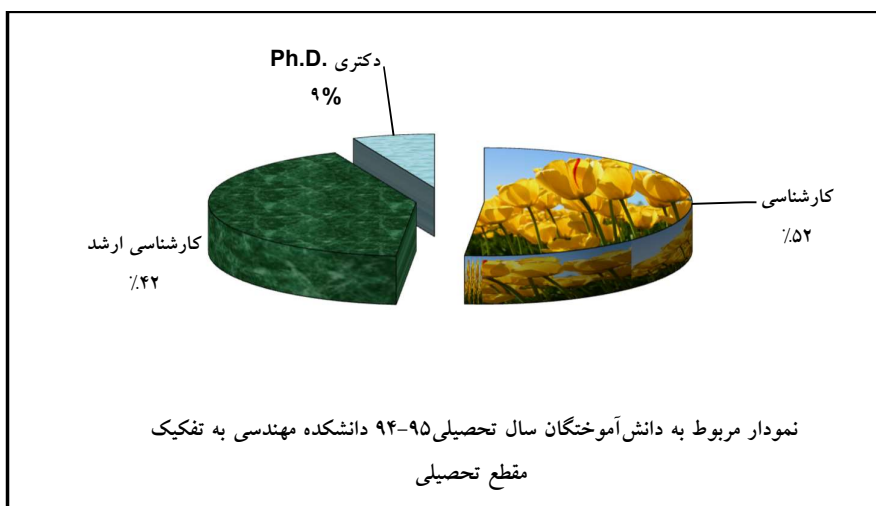 دکتری Ph.D.
۹%
کارشناسی
٪۵۲
کارشناسی ارشد
٪۴۲
نمودار مربوط به دانش‌آموختگان سال تحصیلی۹۵-۹۴ دانشکده مهندسی به تفکیک
مقطع تحصیلی